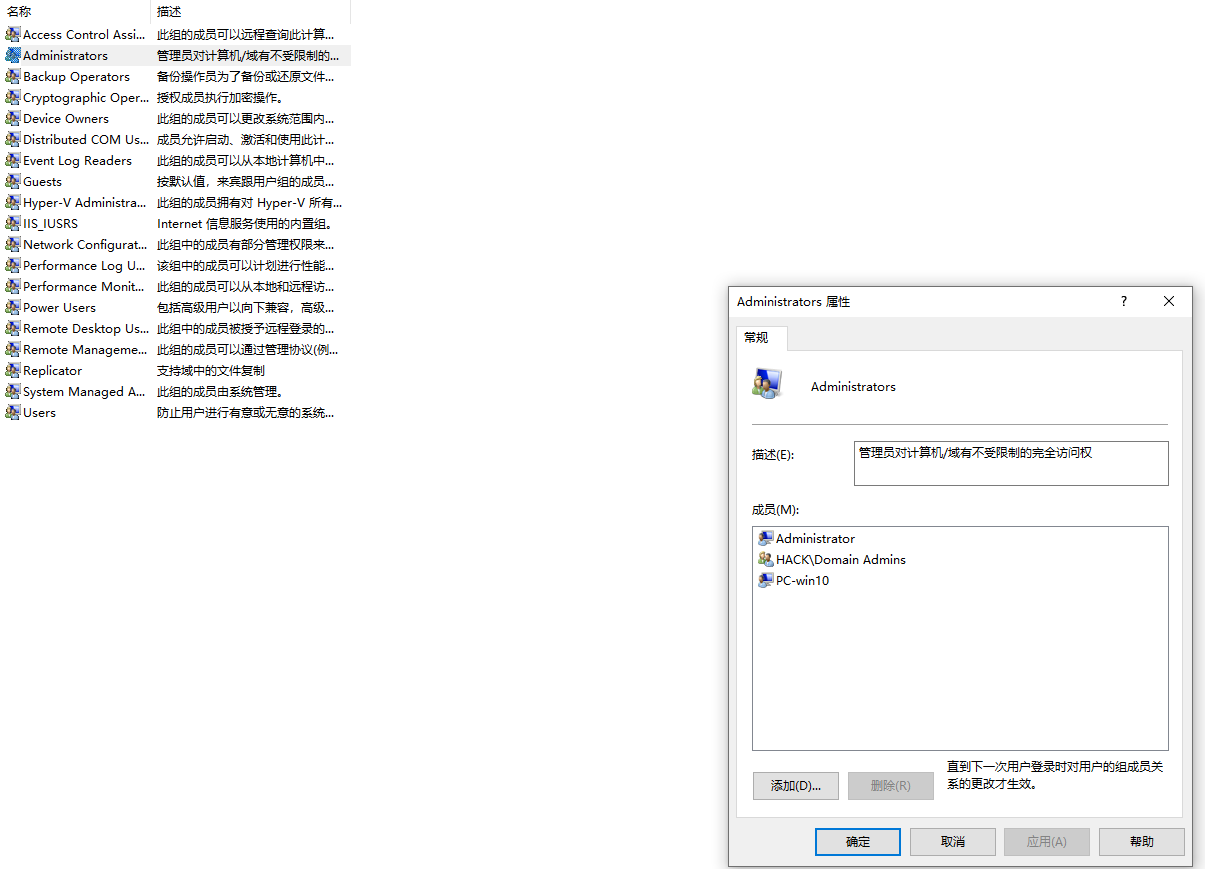 名称 描述
Access Control Assi... 此组的成员可以远程查询此计算...
Administrators 管理员对计算机/域有不受限制的...
Backup Operators 备份操作员为了备份或还原文件...
Cryptographic Oper... 授权成员执行加密操作。
Device Owners 此组的成员可以更改系统范围内...
Distributed COM Us... 成员允许启动、激活和使用此计...
Event Log Readers 此组的成员可以从本地计算机中...
Guests 按默认值，来宾跟用户组的成员...
Hyper-V Administra... 此组的成员拥有对 Hyper-V 所有...
IIS_IUSRS Internet 信息服务使用的内置组。
Network Configurat... 此组中的成员有部分管理权限来...
Performance Log U... 该组中的成员可以计划进行性能...
Performance Monit... 此组的成员可以从本地和远程访...
Power Users 包括高级用户以向下兼容，高级...
Remote Desktop Us... 此组中的成员被授予远程登录的...
Remote Manageme... 此组的成员可以通过管理协议(例...
Replicator 支持域中的文件复制
System Managed A... 此组的成员由系统管理。
Users 防止用户进行有意或无意的系统...
Administrators 属性 ?
常规
Administrators
描述(E): 管理员对计算机/域有不受限制的完全访问权
成员(M):
Administrator
HACK\Domain Admins
PC-win10
添加(D)... 删除(R) 直到下一次用户登录时对用户的组成员关
系的更改才生效。
确定 取消 应用(A) 帮助